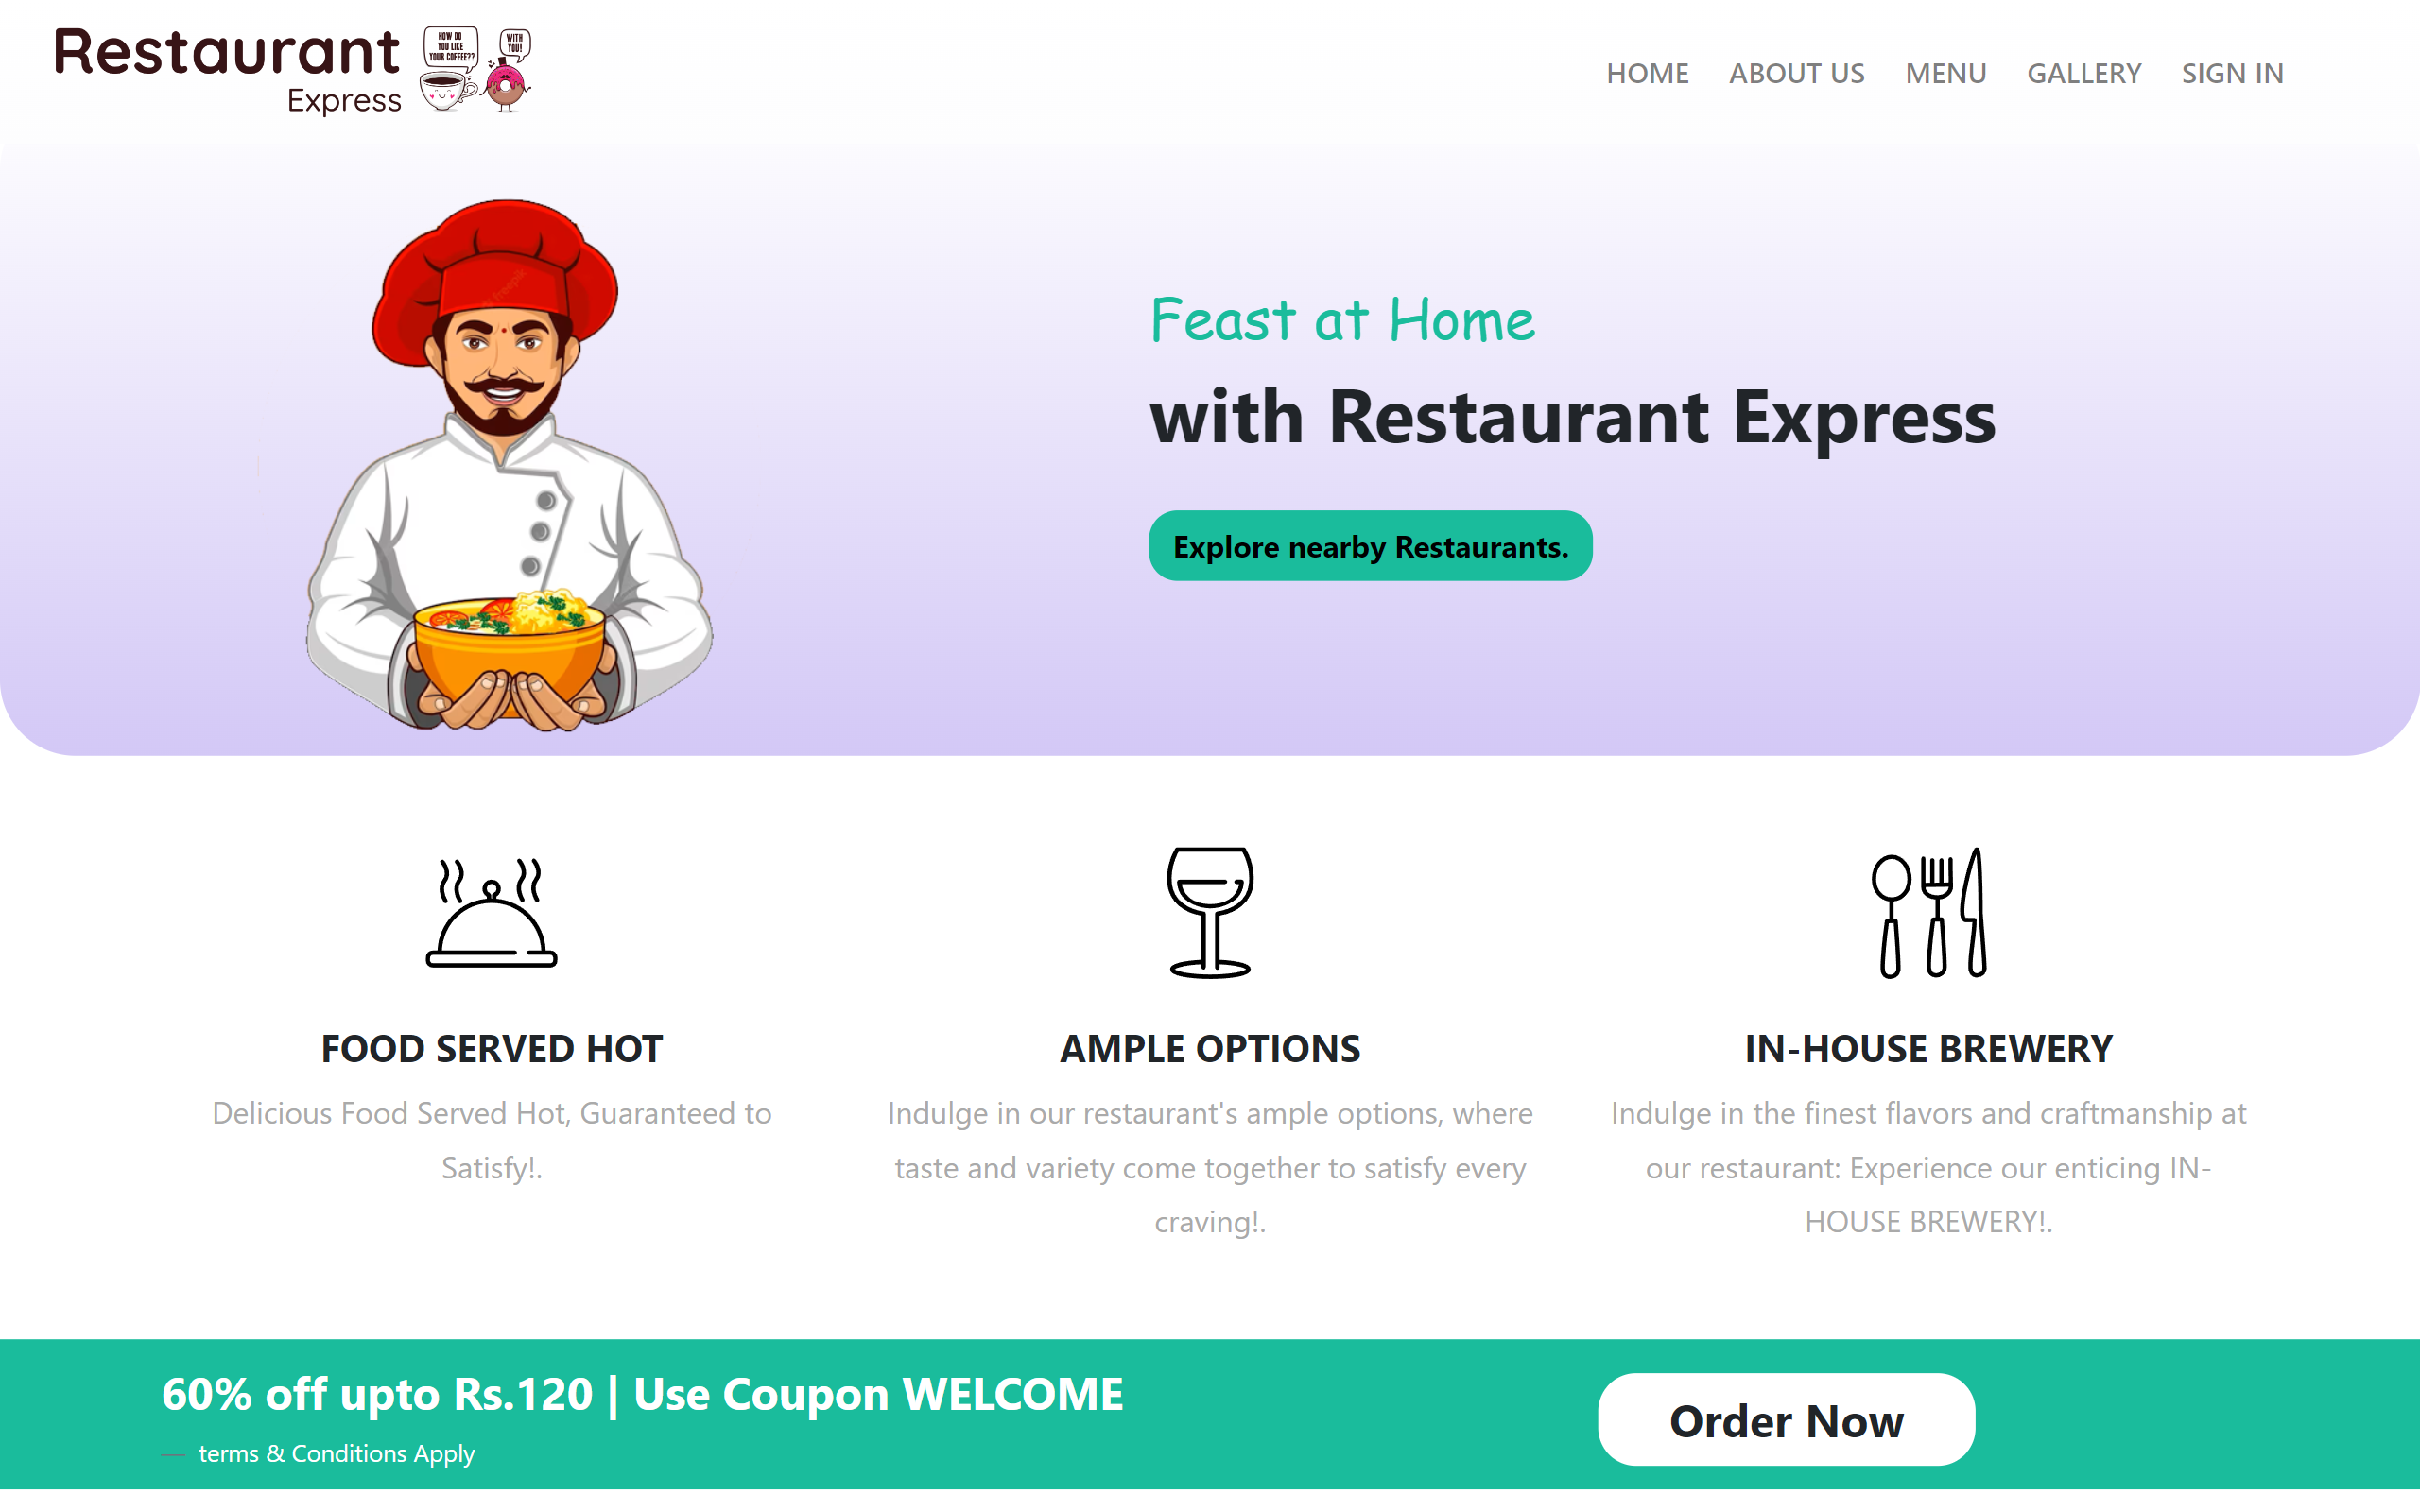 Restaurant
Express
HOW DO
YOU LIKE
YOUR COFFEE??
WITH
YOU!
HOME ABOUT US MENU GALLERY SIGN IN
freepik
Feast at Home
with Restaurant Express
Explore nearby Restaurants.
FOOD SERVED HOT
Delicious Food Served Hot, Guaranteed to
Satisfy!.
AMPLE OPTIONS
Indulge in our restaurant's ample options, where
taste and variety come together to satisfy every
craving!.
IN-HOUSE BREWERY
Indulge in the finest flavors and craftmanship at
our restaurant: Experience our enticing IN-
HOUSE BREWERY!.
60% off upto Rs.120 | Use Coupon WELCOME
— terms & Conditions Apply
Order Now